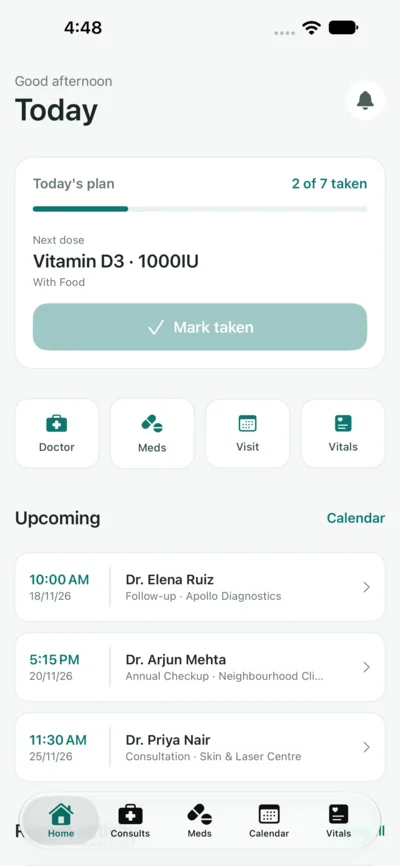 4:48
Good afternoon
Today
Today's plan
2 of 7 taken
Next dose
Vitamin D3 · 1000IU
With Food
Mark taken
Doctor
Meds
Visit
Vitals
Upcoming
Calendar
10:00 AM
Dr. Elena Ruiz
18/11/26
Follow-up · Apollo Diagnostics
5:15 PM
Dr. Arjun Mehta
20/11/26
Annual Checkup · Neighbourhood Cli...
11:30 AM
Dr. Priya Nair
25/11/26
Consultation · Skin & Laser Centre
Home
Consults
Meds
Calendar
Vitals